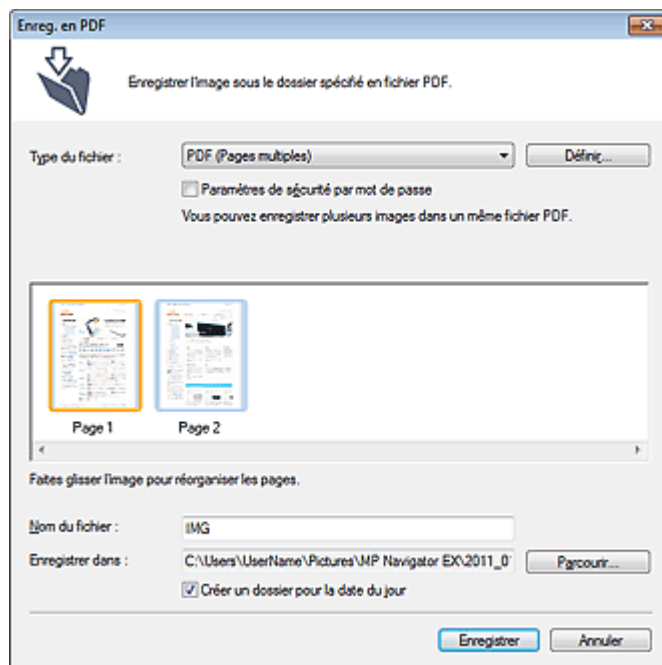 Enreg. en PDF
Enregistrer l'image sous le dossier spécifié en fichier PDF.
Type du fichier :
PDF (Pages multiples)
Définir...
Paramètres de sécurité par mot de passe
Vous pouvez enregistrer plusieurs images dans un même fichier PDF.
Page 1
Page 2
Faites glisser l'image pour réorganiser les pages.
Nom du fichier :
IMG
Enregistrer dans :
C:\Users\UserName\Pictures\MP Navigator EX\2011_0
Parcourir...
Créer un dossier pour la date du jour
Enregistrer
Annuler